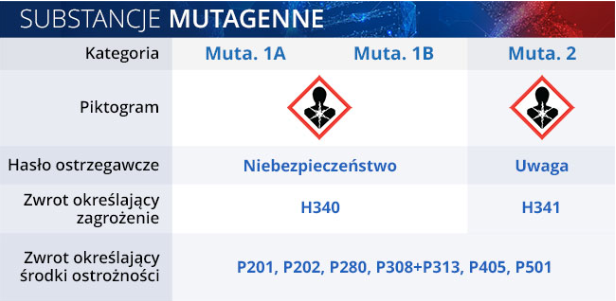 SUBSTANCJE MUTAGENNE
Kategoria Muta. 1A Muta. 1B Muta. 2
Piktogram
Hasło ostrzegawcze Niebezpieczeństwo Uwaga
Zwrot określający
zagrożenie H340 H341
Zwrot określający
środki ostrożności P201, P202, P280, P308+P313, P405, P501